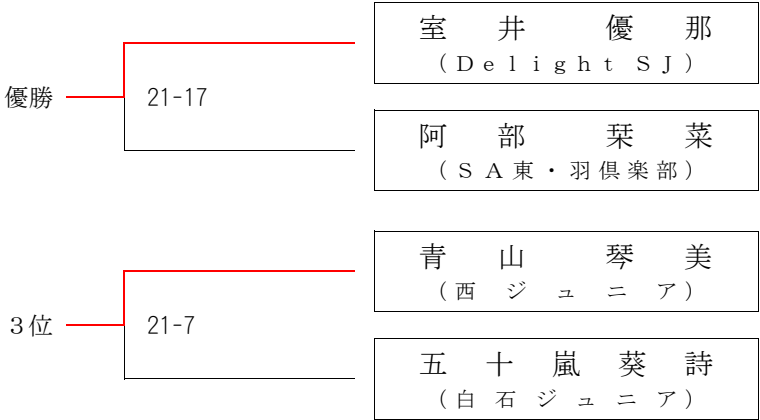 室井 優那
(Delight SJ)
優勝
21-17
阿部 栞菜
(SA東・羽倶楽部)
青山 琴美
(西ジュニア)
3位
21-7
五十嵐葵詩
(白石ジュニア)